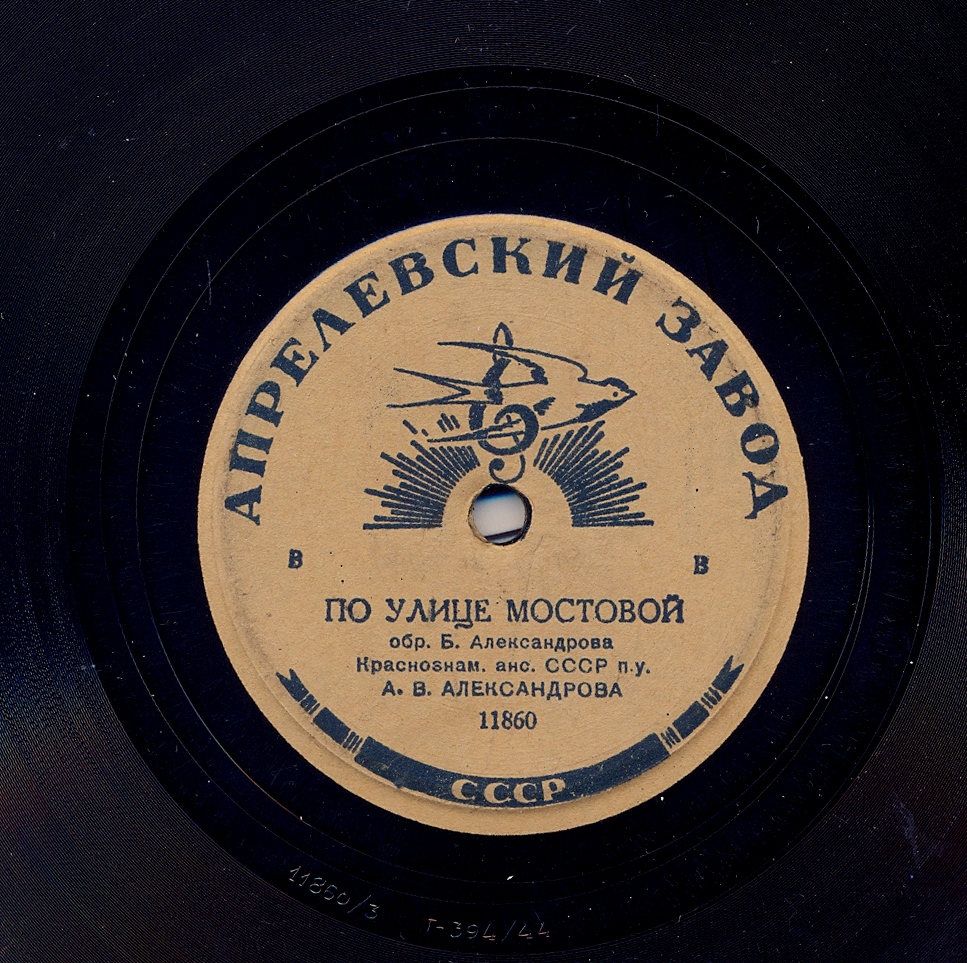 АПРЕЛЕВСКИЙ ЗАВОД
В В
ПО УЛИЦЕ МОСТОВОЙ
обр. Б. Александрова
Краснознам. анс. СССР п.у.
А. В. АЛЕКСАНДРОВА
11860
СССР
11860/3 Г-394/44